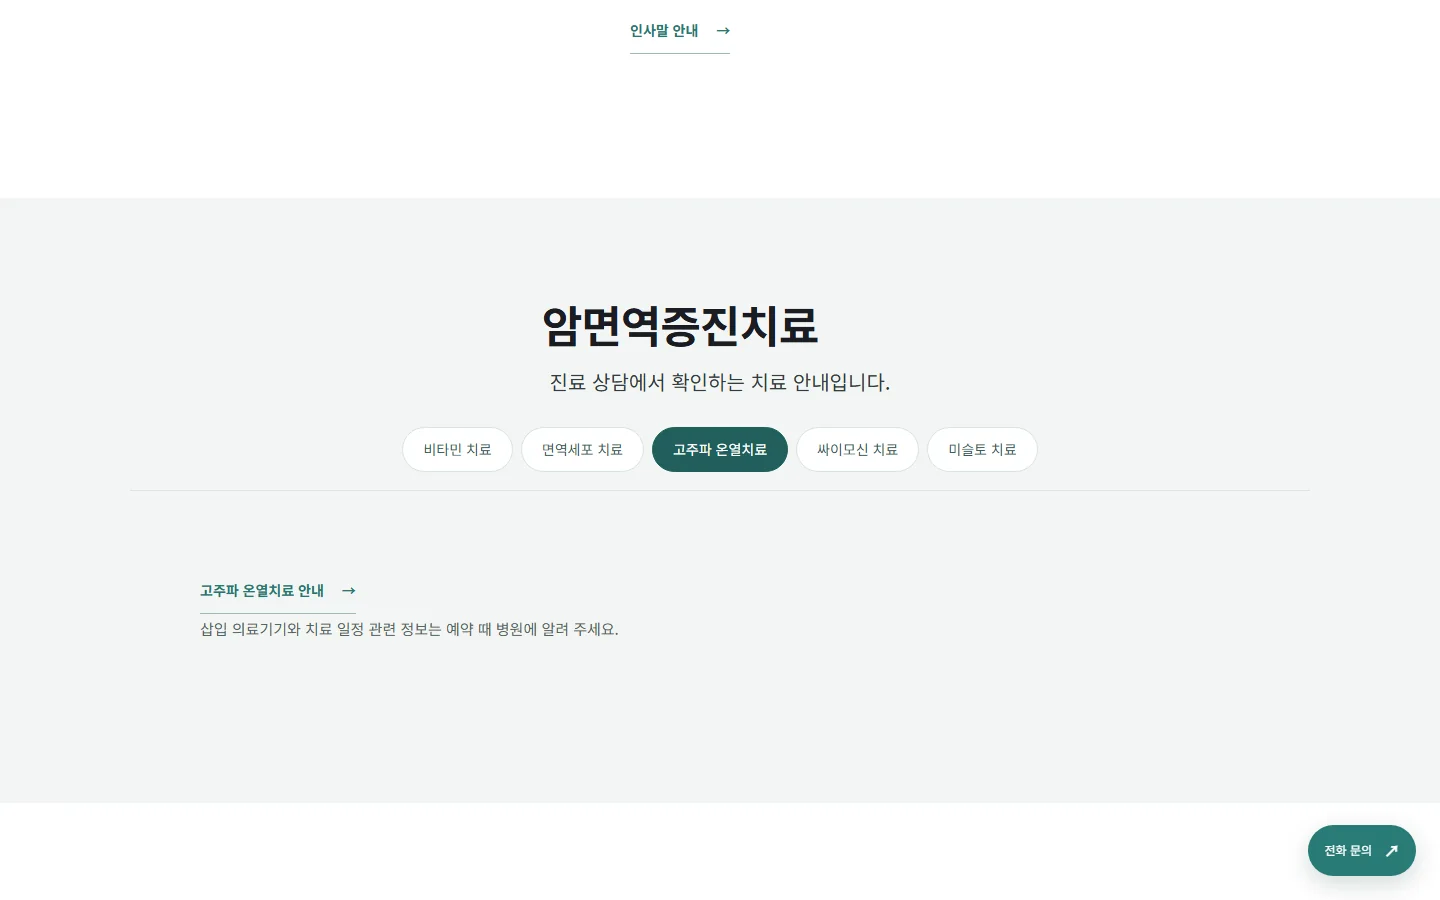 인사말 안내 →
암면역증진치료
진료 상담에서 확인하는 치료 안내입니다.
비타민 치료
면역세포 치료
고주파 온열치료
싸이모신 치료
미슬토 치료
고주파 온열치료 안내 →
삽입 의료기기와 치료 일정 관련 정보는 예약 때 병원에 알려 주세요.
전화 문의 ↗